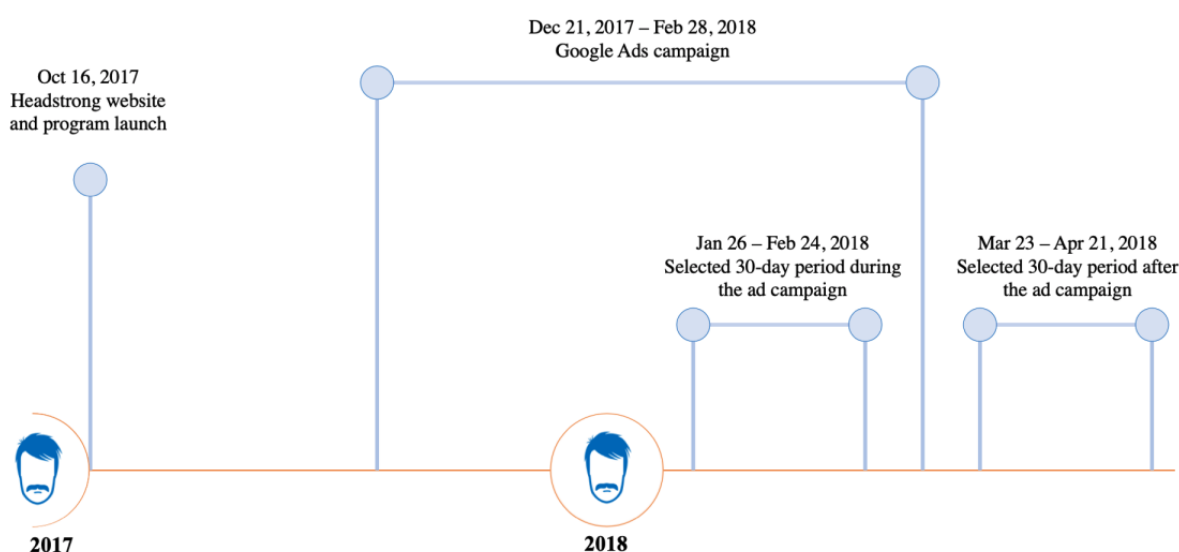 Dec 21, 2017 – Feb 28, 2018
Google Ads campaign
Oct 16, 2017
Headstrong website
and program launch
Jan 26 – Feb 24, 2018
Selected 30-day period during
the ad campaign
Mar 23 – Apr 21, 2018
Selected 30-day period after
the ad campaign
2017
2018